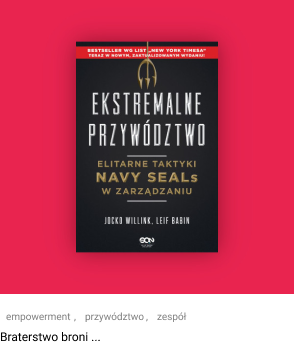 BESTSELLER WG LIST „NEW YORK TIMESA"
TERAZ W NOWYM, ZAKTUALIZOWANYM WYDANIU!
EKSTREMALNE
PRZYWÓDZTWO
ELITARNE TAKTYKI
NAVY SEALs
W ZARZĄDZANIU
JOCKO WILLINK, LEIF BABIN
SQN
empowerment , przywództwo , zespół
Braterstwo broni ...